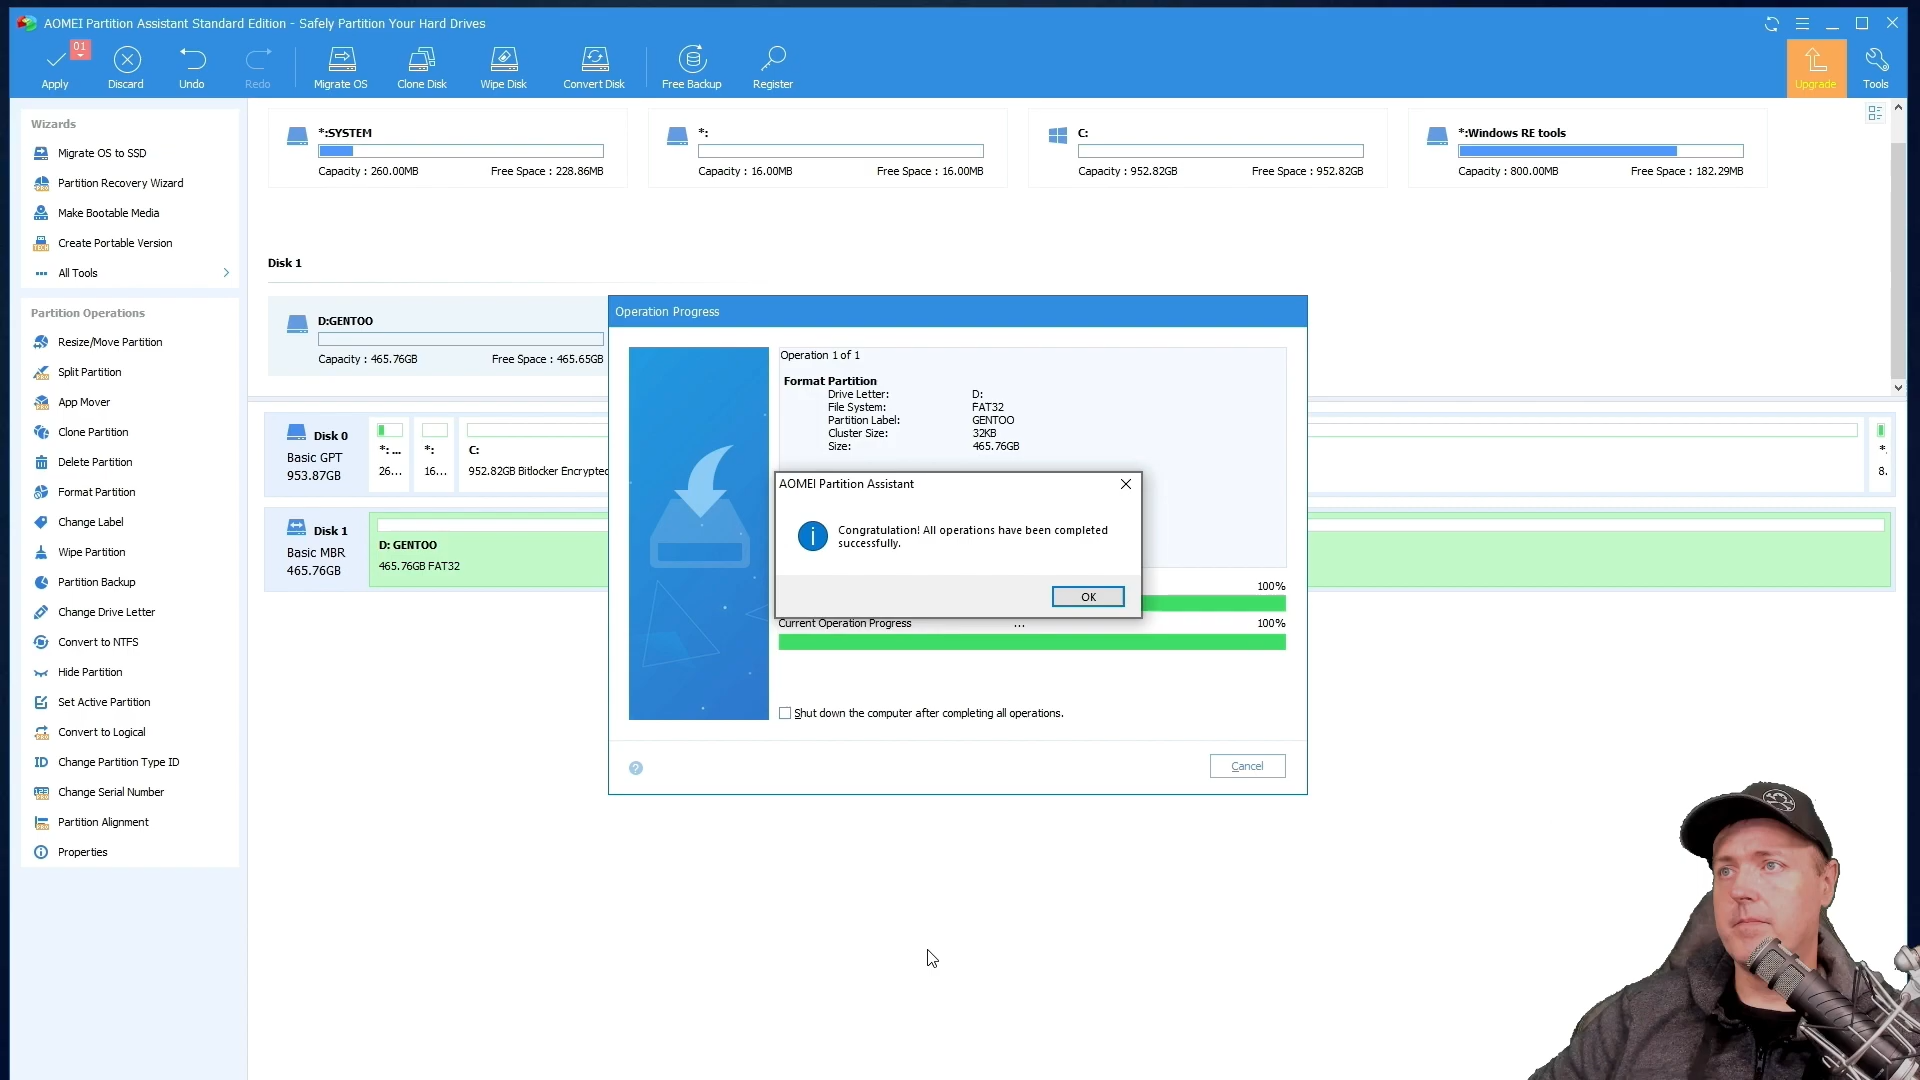 AOMEI Partition Assistant Standard Edition - Safely Partition Your Hard Drives
01
Apply
Discard
Undo
Redo
Migrate OS
Clone Disk
Wipe Disk
Convert Disk
Free Backup
Register
Upgrade
Tools
Wizards
Migrate OS to SSD
Partition Recovery Wizard
Make Bootable Media
Create Portable Version
All Tools
Partition Operations
Resize/Move Partition
Split Partition
App Mover
Clone Partition
Delete Partition
Format Partition
Change Label
Wipe Partition
Partition Backup
Change Drive Letter
Convert to NTFS
Hide Partition
Set Active Partition
Convert to Logical
Change Partition Type ID
Change Serial Number
Partition Alignment
Properties
*:SYSTEM
Capacity : 260.00MB Free Space : 228.86MB
*:
Capacity : 16.00MB Free Space : 16.00MB
C:
Capacity : 952.82GB Free Space : 952.82GB
*:Windows RE tools
Capacity : 800.00MB Free Space : 182.29MB
Disk 1
D:GENTOO
Capacity : 465.76GB Free Space : 465.65GB
Disk 0
Basic GPT
953.87GB
*: ...
26...
*:
16...
C:
952.82GB Bitlocker Encrypted
*.
8.
Disk 1
Basic MBR
465.76GB
D: GENTOO
465.76GB FAT32
Operation Progress
Operation 1 of 1
Format Partition
Drive Letter: D:
File System: FAT32
Partition Label: GENTOO
Cluster Size: 32KB
Size: 465.76GB
AOMEI Partition Assistant
Congratulation! All operations have been completed
successfully.
OK
100%
Current Operation Progress ... 100%
Shut down the computer after completing all operations.
Cancel